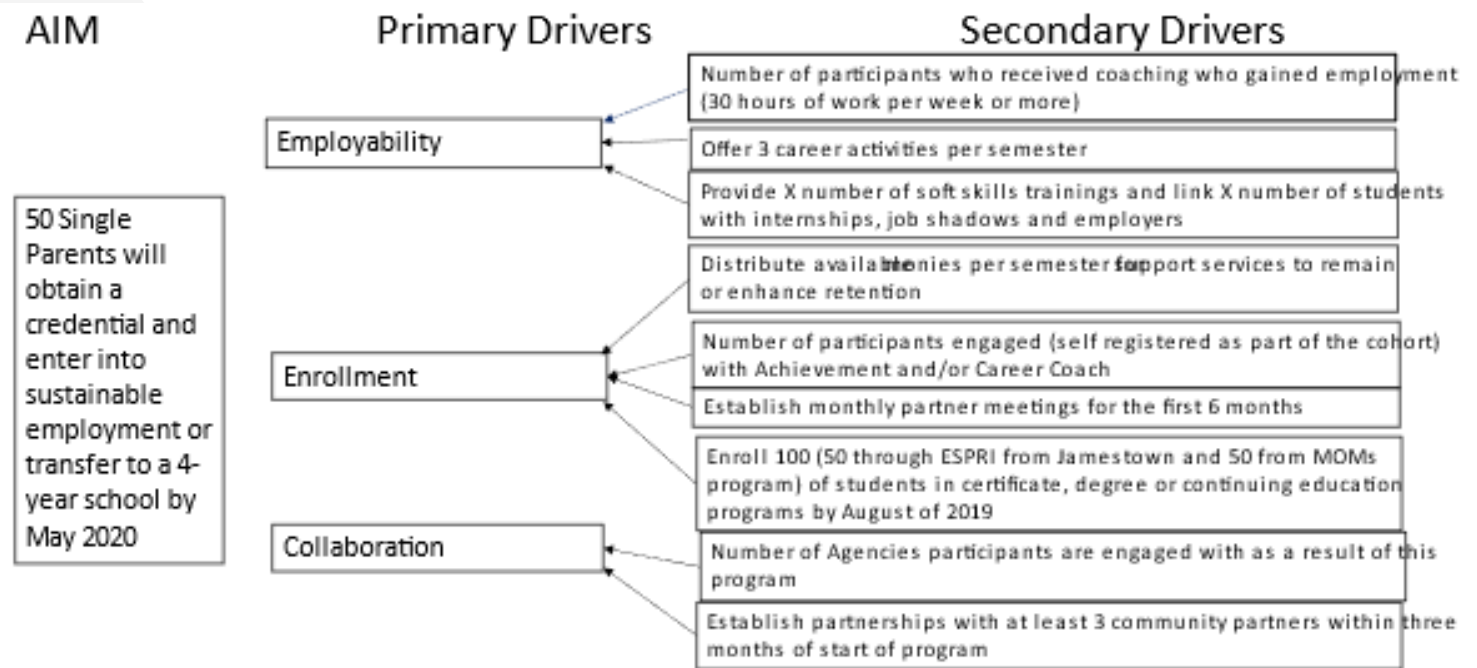 AIM
Primary Drivers
Secondary Drivers
50 Single
Parents will
obtain a
credential and
enter into
sustainable
employment or
transfer to a 4-
year school by
May 2020
Employability
Enrollment
Collaboration
Number of participants who received coaching who gained employment
(30 hours of work per week or more)
Offer 3 career activities per semester
Provide X number of soft skills trainings and link X number of students
with internships, job shadows and employers
Distribute available monies per semester for support services to remain
or enhance retention
Number of participants engaged (self registered as part of the cohort)
with Achievement and/or Career Coach
Establish monthly partner meetings for the first 6 months
Enroll 100 (50 through ESPRI from Jamestown and 50 from MOMs
program) of students in certificate, degree or continuing education
programs by August of 2019
Number of Agencies participants are engaged with as a result of this
program
Establish partnerships with at least 3 community partners within three
months of start of program